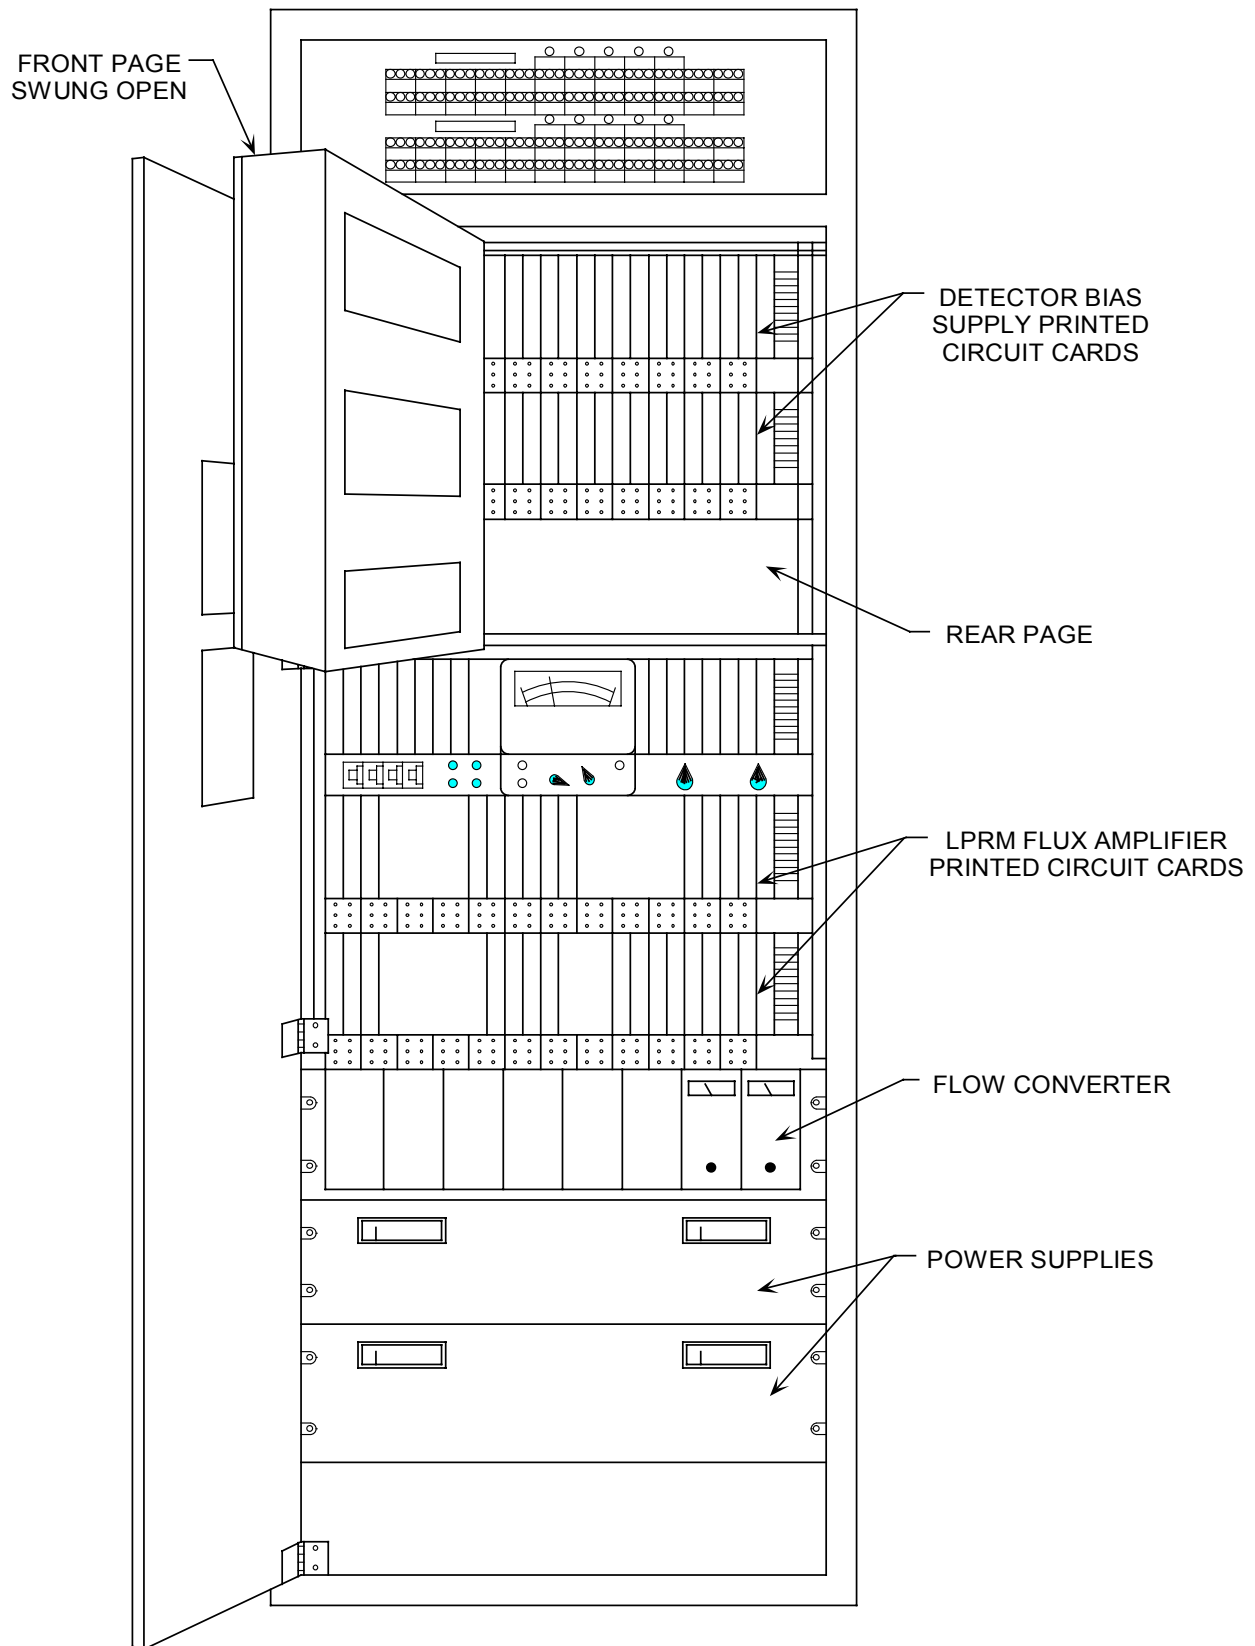 FRONT PAGE
SWUNG OPEN
DETECTOR BIAS
SUPPLY PRINTED
CIRCUIT CARDS
REAR PAGE
LPRM FLUX AMPLIFIER
PRINTED CIRCUIT CARDS
FLOW CONVERTER
POWER SUPPLIES